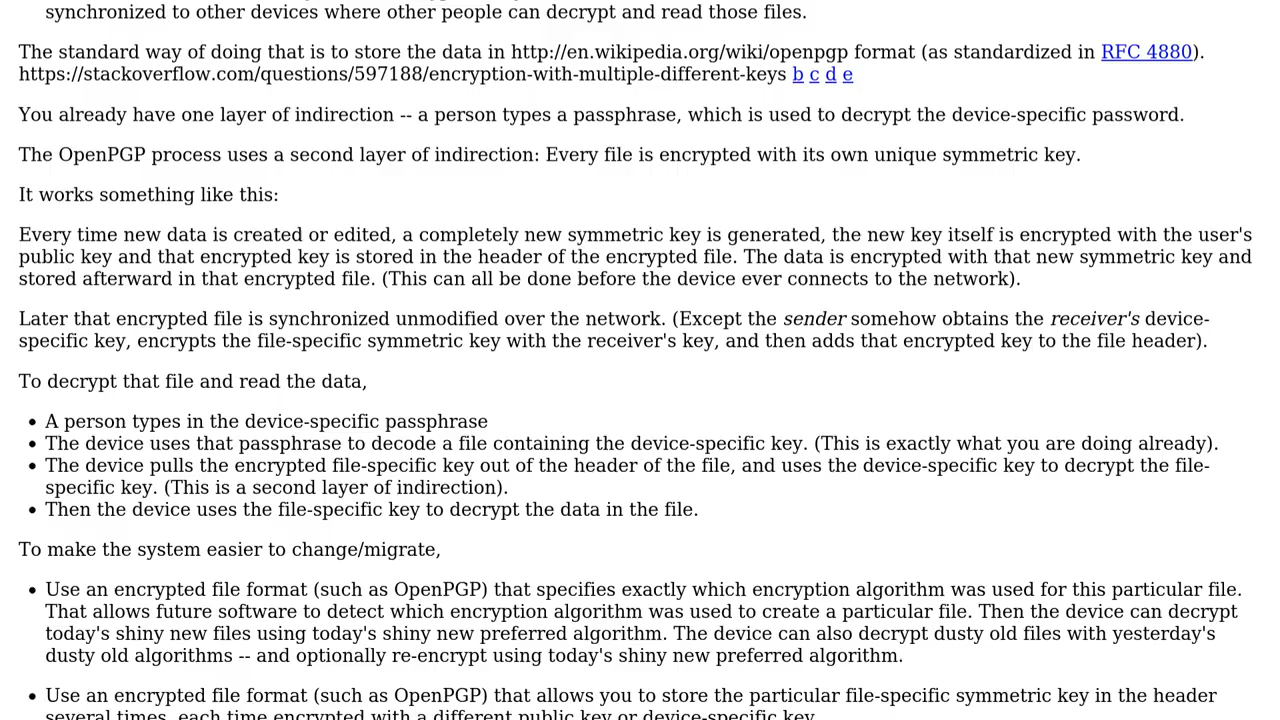 synchronized to other devices where other people can decrypt and read those files.
The standard way of doing that is to store the data in http://en.wikipedia.org/wiki/openpgp format (as standardized in RFC 4880).
https://stackoverflow.com/questions/597188/encryption-with-multiple-different-keys b c d e
You already have one layer of indirection -- a person types a passphrase, which is used to decrypt the device-specific password.
The OpenPGP process uses a second layer of indirection: Every file is encrypted with its own unique symmetric key.
It works something like this:
Every time new data is created or edited, a completely new symmetric key is generated, the new key itself is encrypted with the user's
public key and that encrypted key is stored in the header of the encrypted file. The data is encrypted with that new symmetric key and
stored afterward in that encrypted file. (This can all be done before the device ever connects to the network).
Later that encrypted file is synchronized unmodified over the network. (Except the sender somehow obtains the receiver's device-
specific key, encrypts the file-specific symmetric key with the receiver's key, and then adds that encrypted key to the file header).
To decrypt that file and read the data,
• A person types in the device-specific passphrase
• The device uses that passphrase to decode a file containing the device-specific key. (This is exactly what you are doing already).
• The device pulls the encrypted file-specific key out of the header of the file, and uses the device-specific key to decrypt the file-
specific key. (This is a second layer of indirection).
• Then the device uses the file-specific key to decrypt the data in the file.
To make the system easier to change/migrate,
• Use an encrypted file format (such as OpenPGP) that specifies exactly which encryption algorithm was used for this particular file.
That allows future software to detect which encryption algorithm was used to create a particular file. Then the device can decrypt
today's shiny new files using today's shiny new preferred algorithm. The device can also decrypt dusty old files with yesterday's
dusty old algorithms -- and optionally re-encrypt using today's shiny new preferred algorithm.
• Use an encrypted file format (such as OpenPGP) that allows you to store the particular file-specific symmetric key in the header
several times, each time encrypted with a different public key or device-specific key.